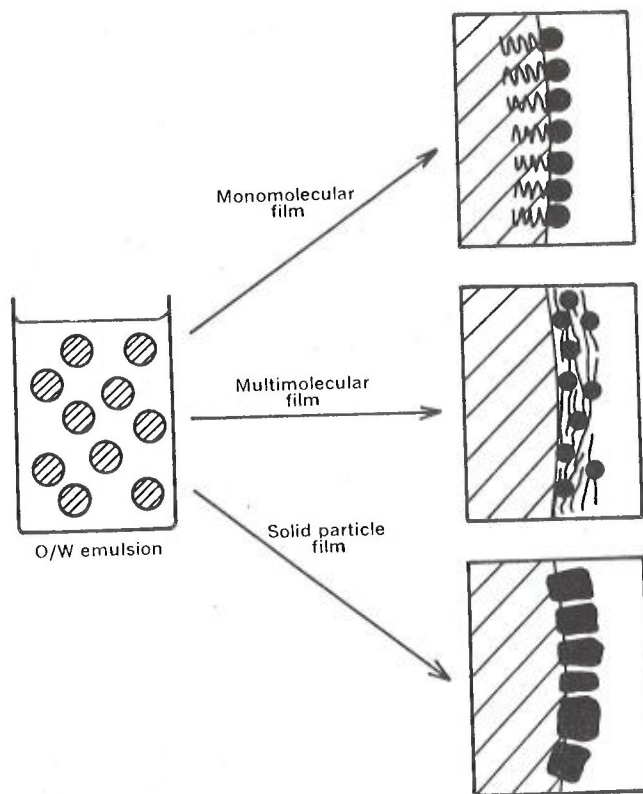 Monomolecular
film
Multimolecular
film
Solid particle
film
O/W emulsion